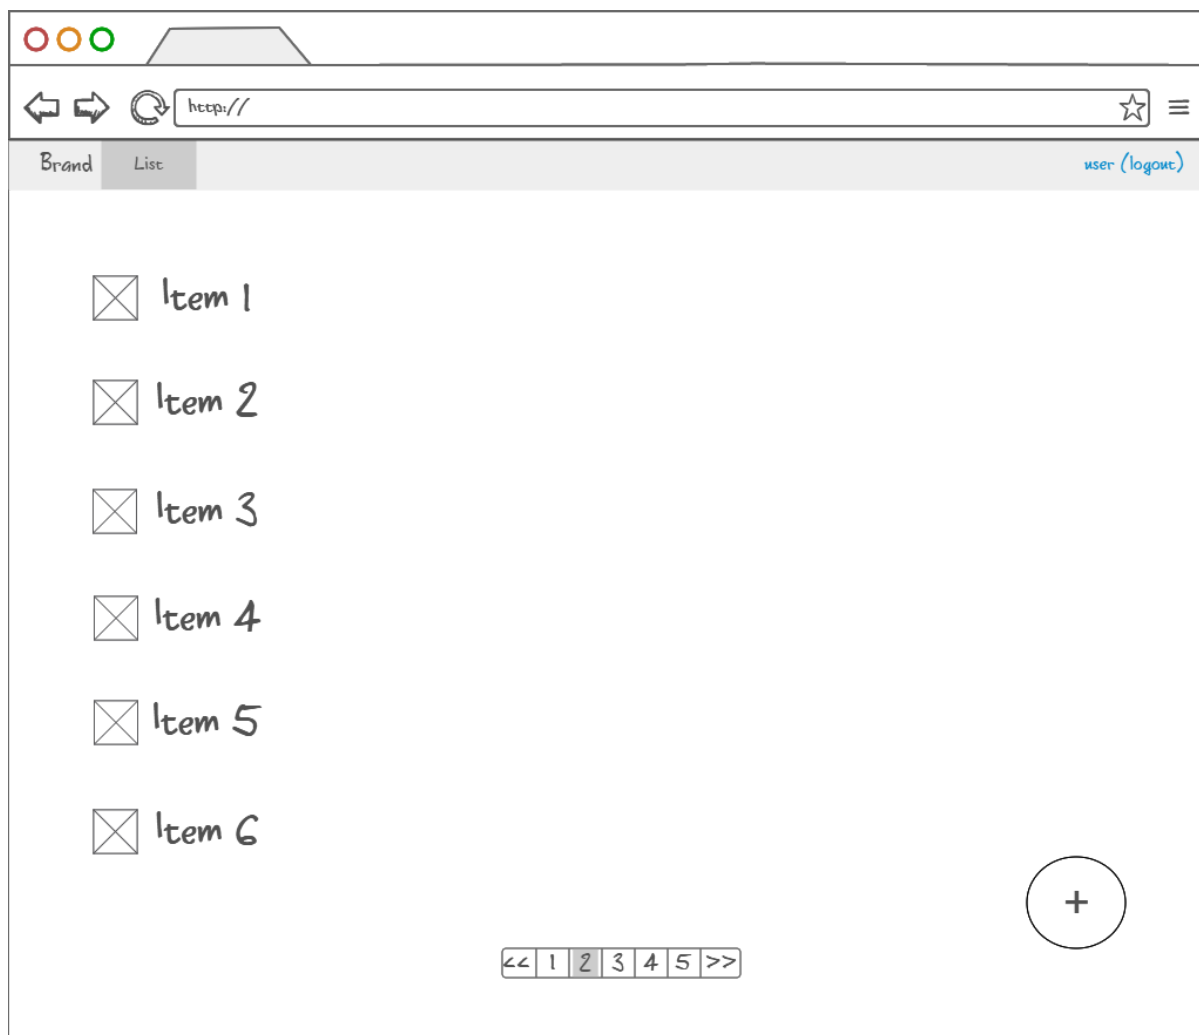 http://
Brand List user (logout)
Item 1
Item 2
Item 3
Item 4
Item 5
Item 6
+
<< 1 2 3 4 5 >>